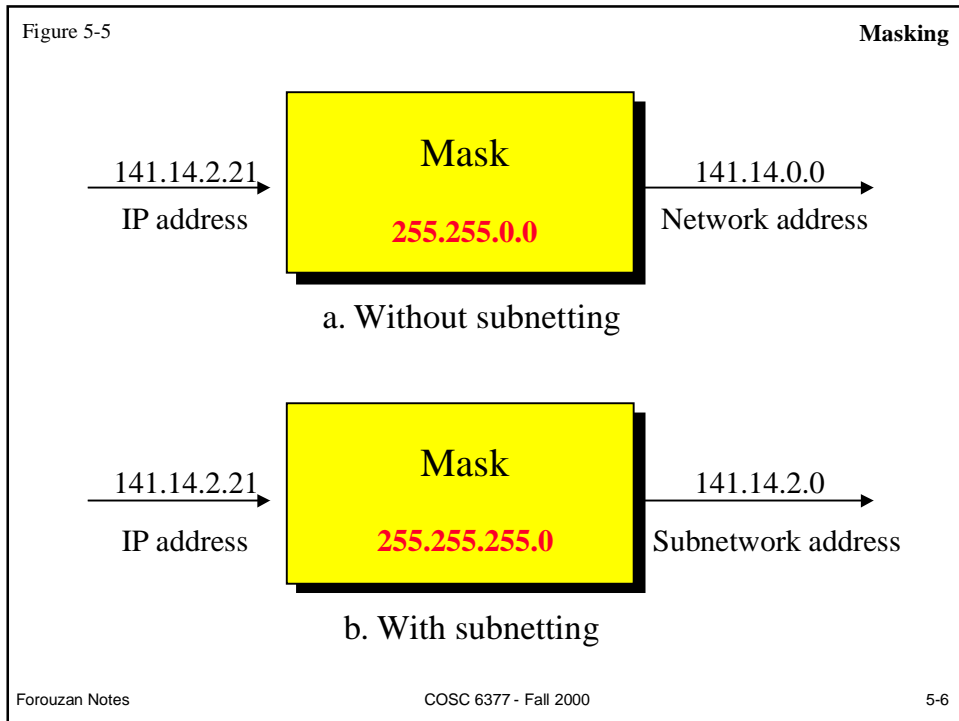 Figure 5-5 Masking
Mask
141.14.2.21 141.14.0.0
IP address Network address
255.255.0.0
a. Without subnetting
Mask
141.14.2.21 141.14.2.0
IP address 255.255.255.0 Subnetwork address
b. With subnetting
Forouzan Notes COSC 6377 - Fall 2000 5-6